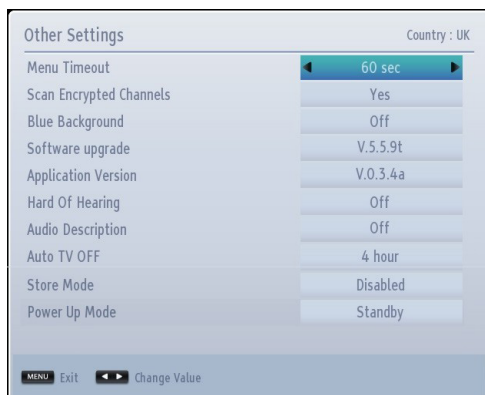 Other Settings Country : UK
Menu Timeout 60 sec
Scan Encrypted Channels Yes
Blue Background Off
Software upgrade V.5.5.9t
Application Version V.0.3.4a
Hard Of Hearing Off
Audio Description Off
Auto TV OFF 4 hour
Store Mode Disabled
Power Up Mode Standby
MENU Exit Change Value